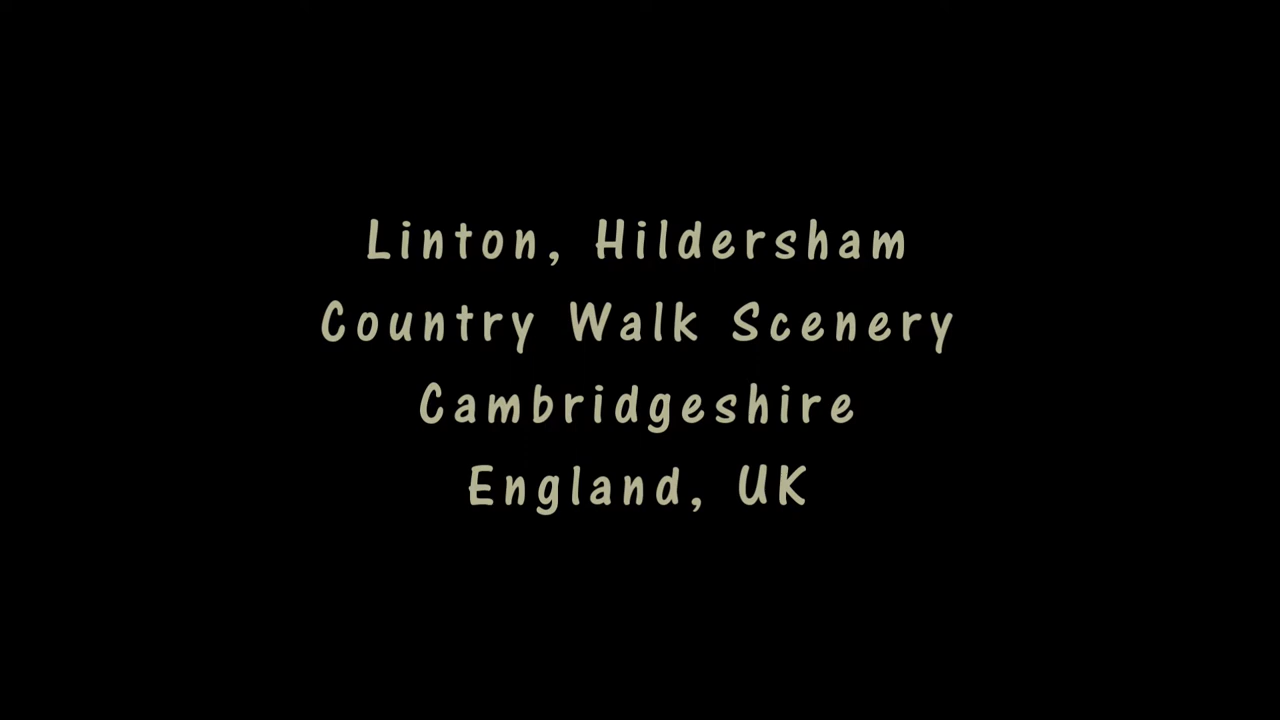 Linton, Hildersham
Country Walk Scenery
Cambridgeshire
England, UK